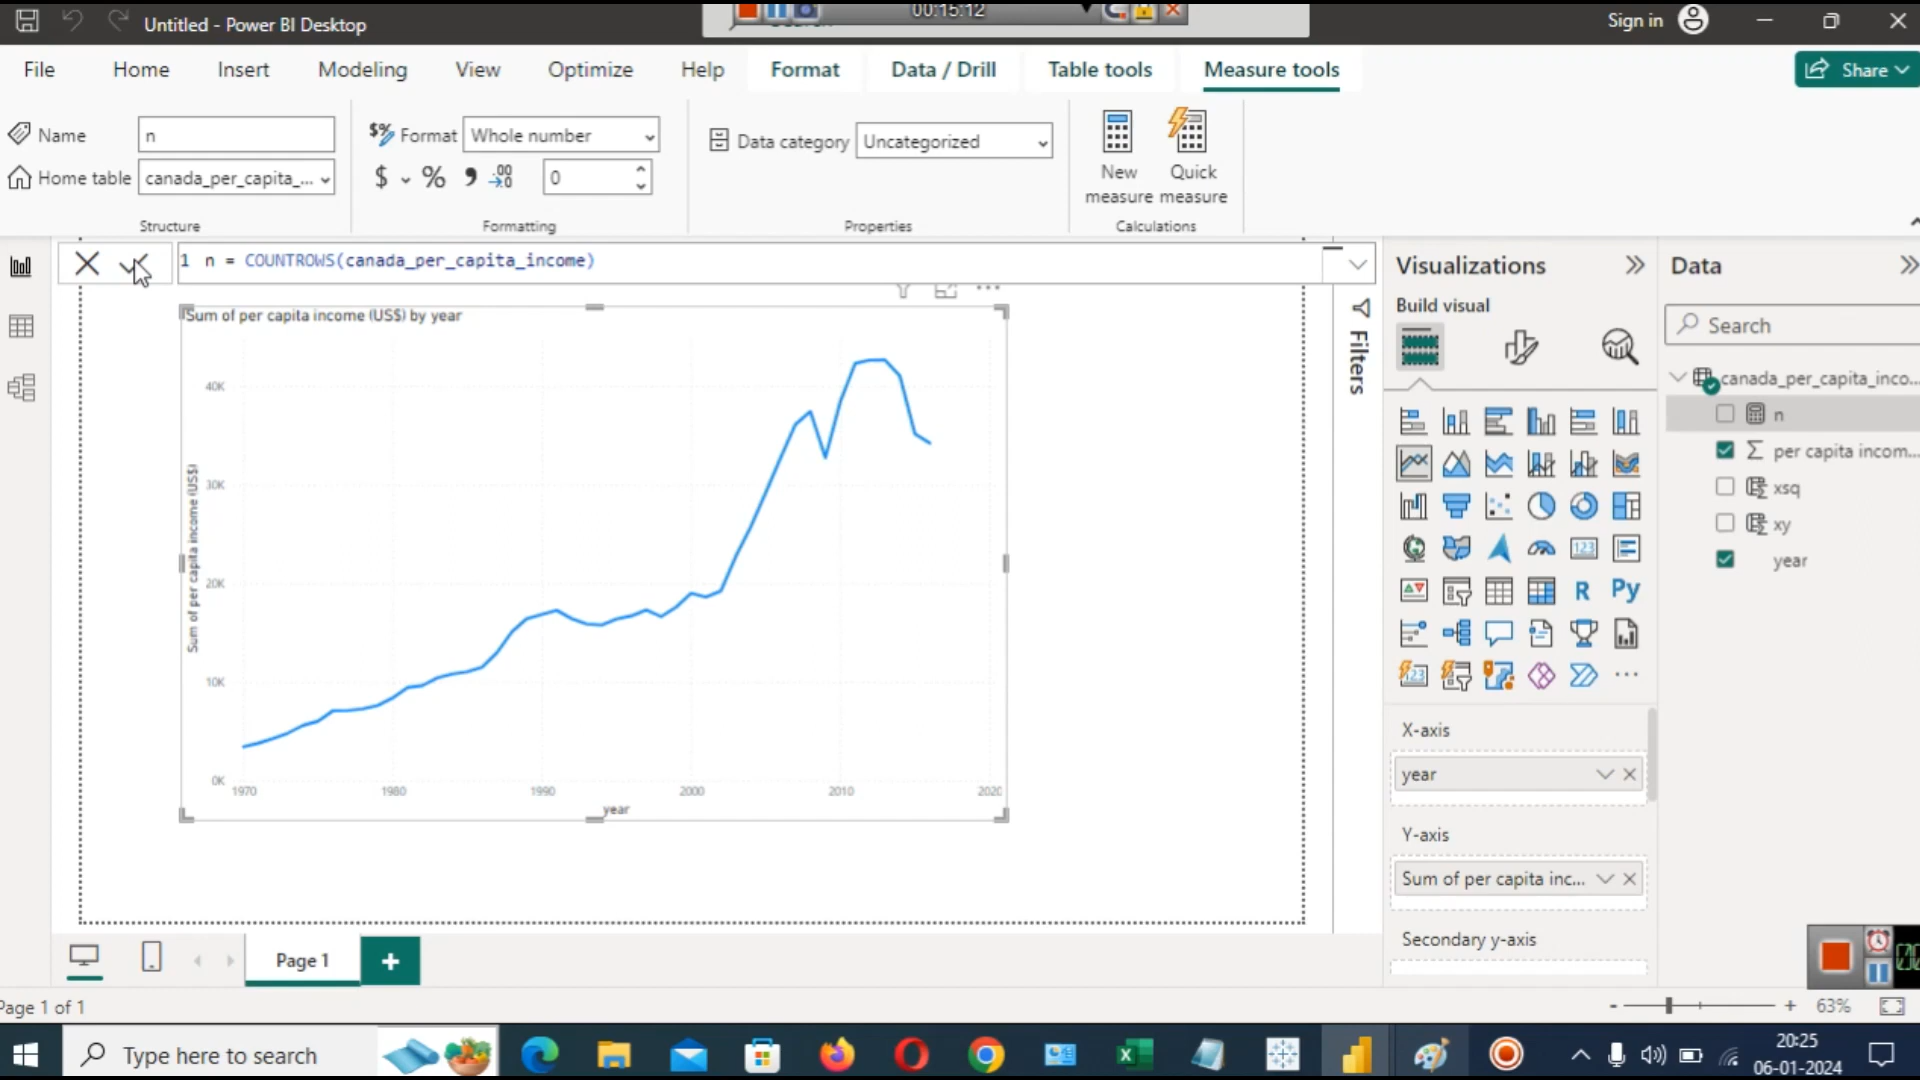 Untitled - Power BI Desktop
00:15:12
Sign in
File
Home
Insert
Modeling
View
Optimize
Help
Format
Data / Drill
Table tools
Measure tools
Share
Name
n
Format
Whole number
Data category
Uncategorized
New measure
Quick measure
Home table
canada_per_capita_...
$
%
0
Structure
Formatting
Properties
Calculations
1 n = COUNTROWS(canada_per_capita_income)
Visualizations
Data
Build visual
Search
Filters
Sum of per capita income (US$) by year
Sum of per capita income (US$)
40K
30K
20K
10K
0K
1970
1980
1990
2000
2010
2020
year
canada_per_capita_inco...
n
per capita incom...
xsq
xy
year
R
Py
123
123
X-axis
year
Y-axis
Sum of per capita inc...
Secondary y-axis
Page 1
Page 1 of 1
- + 63%
Type here to search
20:25
06-01-2024